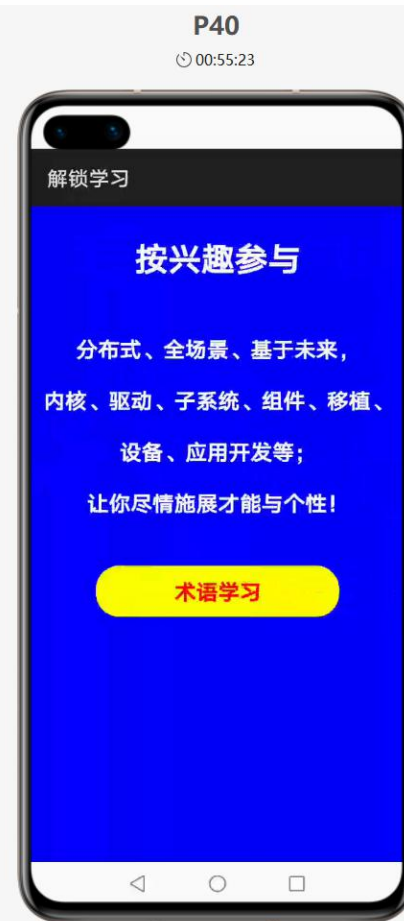 P40
00:55:23
解锁学习
按兴趣参与
分布式、全场景、基于未来，
内核、驱动、子系统、组件、移植、
设备、应用开发等；
让你尽情施展才能与个性！
术语学习